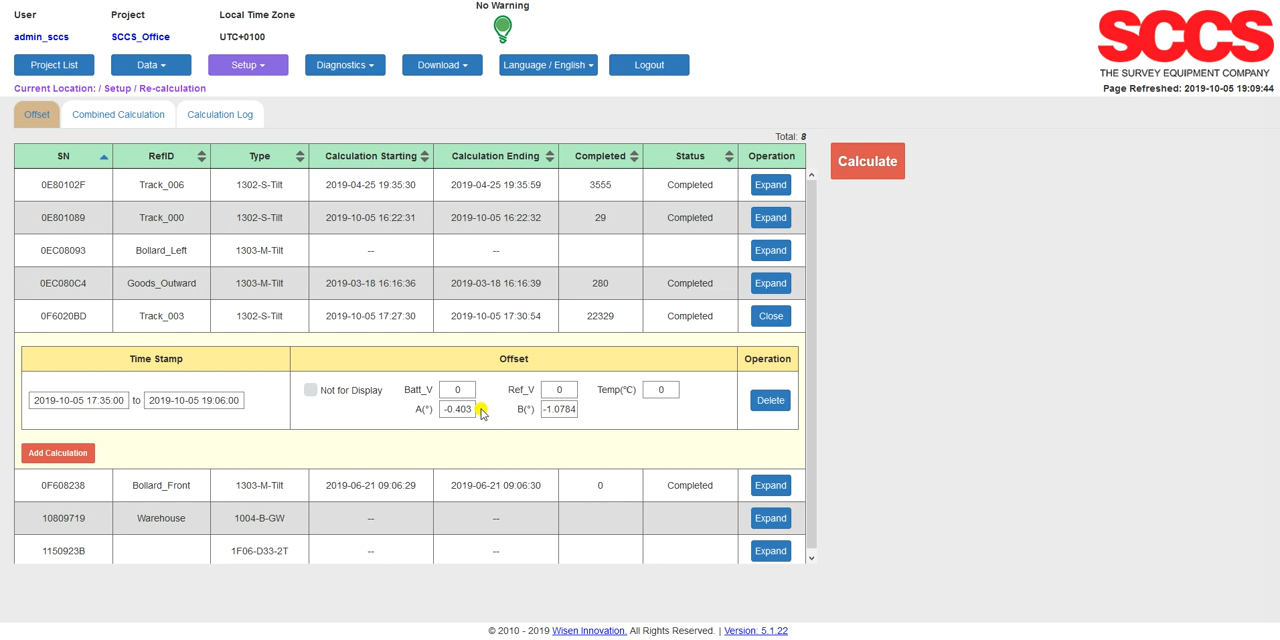 No Warning
User Project Local Time Zone
admin_sccs SCCS_Office UTC+0100
Project List Data Setup Diagnostics Download Language / English Logout
SCCS
THE SURVEY EQUIPMENT COMPANY
Current Location: / Setup / Re-calculation
Page Refreshed: 2019-10-05 19:09:44
Offset Combined Calculation Calculation Log
Total: 8
SN RefID Type Calculation Starting Calculation Ending Completed Status Operation
Calculate
0E80102F Track_006 1302-S-Tilt 2019-04-25 19:35:30 2019-04-25 19:35:59 3555 Completed Expand
0E801089 Track_000 1302-S-Tilt 2019-10-05 16:22:31 2019-10-05 16:22:32 29 Completed Expand
0EC08093 Bollard_Left 1303-M-Tilt -- -- Expand
0EC080C4 Goods_Outward 1303-M-Tilt 2019-03-18 16:16:36 2019-03-18 16:16:39 280 Completed Expand
0F6020BD Track_003 1302-S-Tilt 2019-10-05 17:27:30 2019-10-05 17:30:54 22329 Completed Close
Time Stamp Offset Operation
2019-10-05 17:35:00 to 2019-10-05 19:06:00 Not for Display Batt_V 0 Ref_V 0 Temp(°C) 0 Delete
A(°) -0.403 B(°) -1.0784
Add Calculation
0F608238 Bollard_Front 1303-M-Tilt 2019-06-21 09:06:29 2019-06-21 09:06:30 0 Completed Expand
10809719 Warehouse 1004-B-GW -- -- Expand
1150923B 1F06-D33-2T -- -- Expand
© 2010 - 2019 Wisen Innovation. All Rights Reserved. | Version: 5.1.22